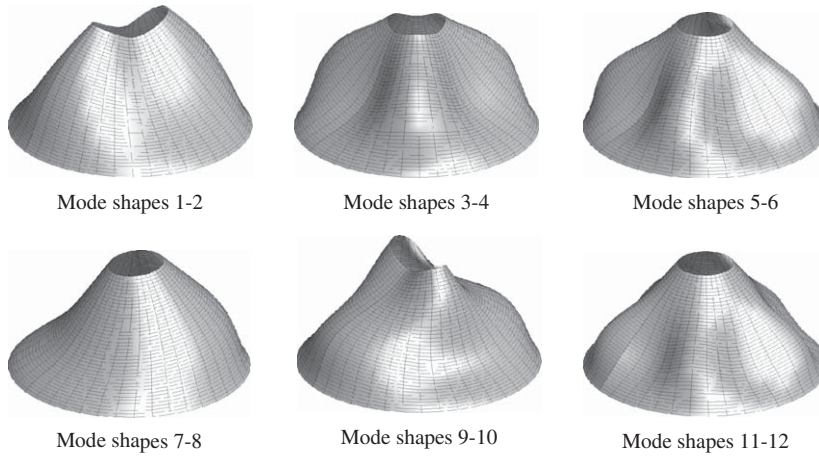 Mode shapes 1-2
Mode shapes 3-4
Mode shapes 5-6
Mode shapes 7-8
Mode shapes 9-10
Mode shapes 11-12